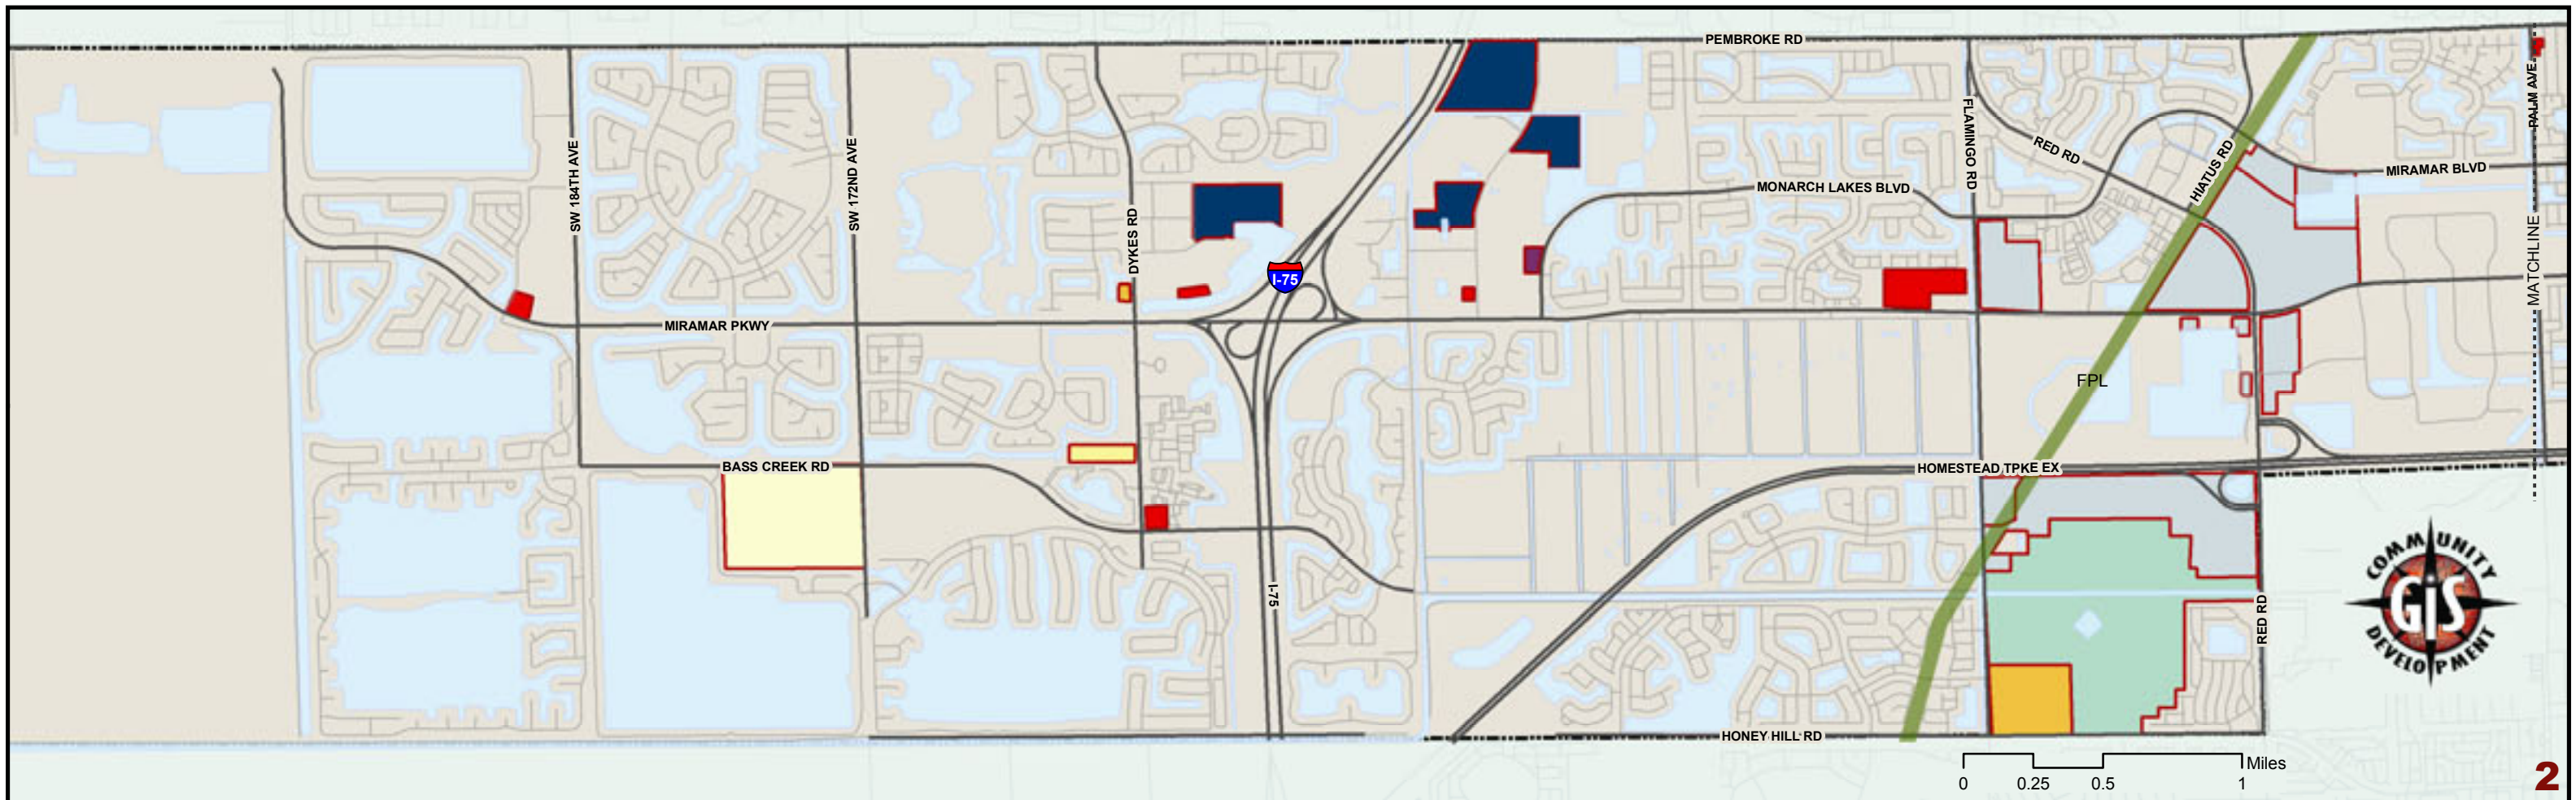 PEMBROKE RD
PALM AVE
SW 184TH AVE
SW 172ND AVE
DYKES RD
FLAMINGO RD
RED RD
HIATUS RD
MIRAMAR BLVD
MONARCH LAKES BLVD
MATCHLINE
I-75
MIRAMAR PKWY
FPL
BASS CREEK RD
HOMESTEAD TPKE EX
I-75
RED RD
COMMUNITY
GIS
DEVELOPMENT
HONEY HILL RD
Miles
0 0.25 0.5 1
2